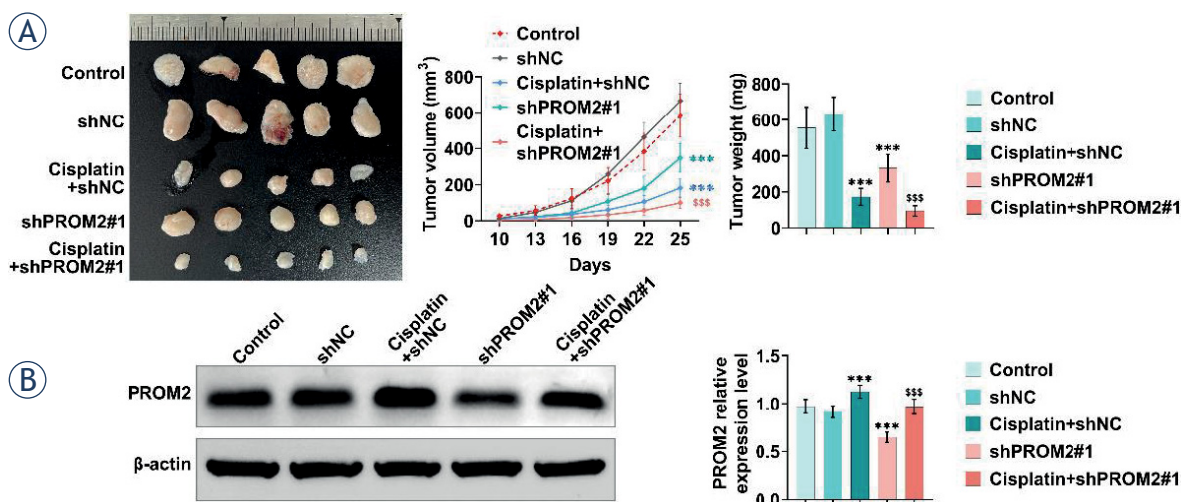 A
Control
shNC
Cisplatin
+shNC
shPROM2#1
Cisplatin
+shPROM2#1
Control
shNC
Cisplatin+shNC
shPROM2#1
Cisplatin+
shPROM2#1
Tumor volume (mm³)
800
600
400
200
0
***
***
$$$
10 13 16 19 22 25
Days
Tumor weight (mg)
800
600
400
200
0
***
***
$$$
Control
shNC
Cisplatin+shNC
shPROM2#1
Cisplatin+shPROM2#1
B
Control
shNC
Cisplatin
+shNC
shPROM2#1
Cisplatin
+shPROM2#1
PROM2
β-actin
PROM2 relative
expression level
1.5
1.0
0.5
0.0
***
***
$$$
Control
shNC
Cisplatin+shNC
shPROM2#1
Cisplatin+shPROM2#1